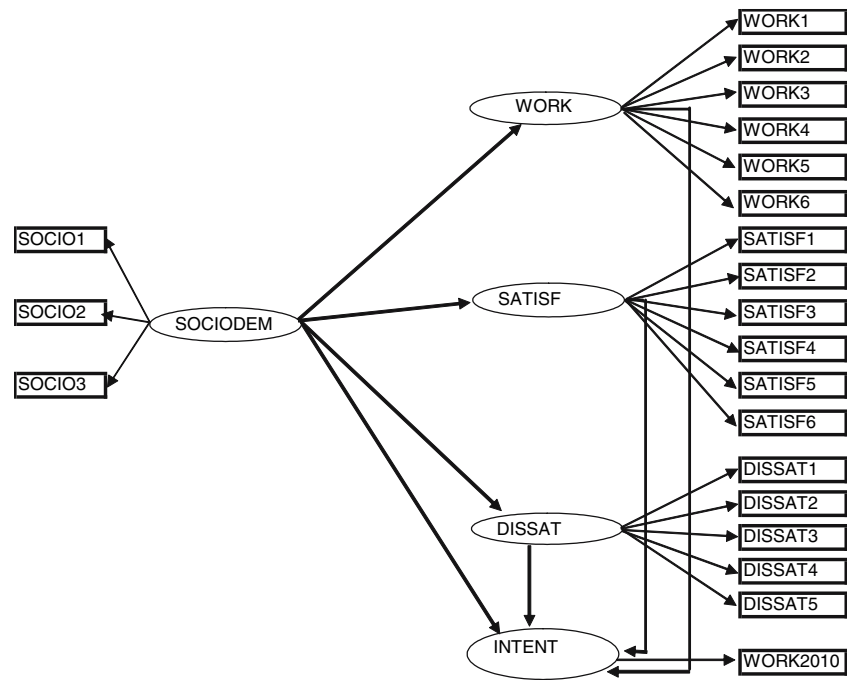 WORK1
WORK2
WORK
WORK3
WORK4
WORK5
WORK6
SOCIO1
SATISF1
SATISF2
SATISF
SOCIO2
SATISF3
SOCIODEM
SATISF4
SOCIO3
SATISF5
SATISF6
DISSAT1
DISSAT2
DISSAT
DISSAT3
DISSAT4
DISSAT5
INTENT
WORK2010